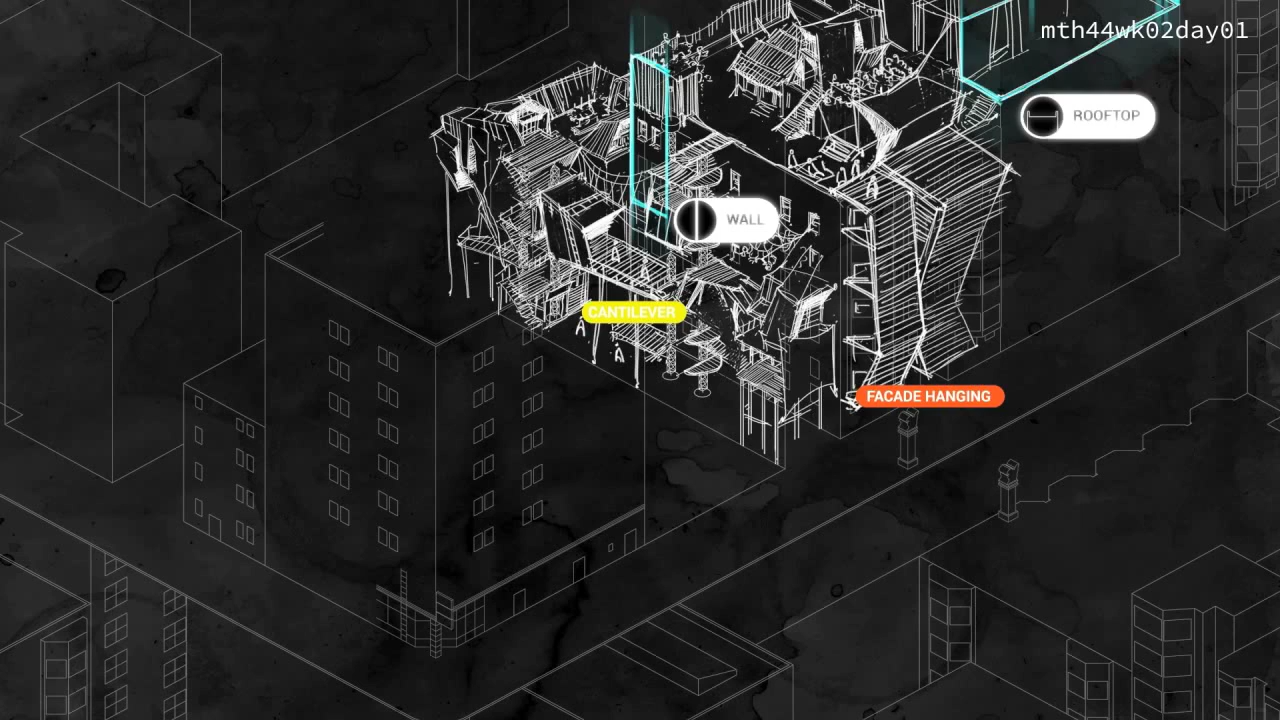 mth44wk02day01
ROOFTOP
WALL
CANTILEVER
FACADE HANGING